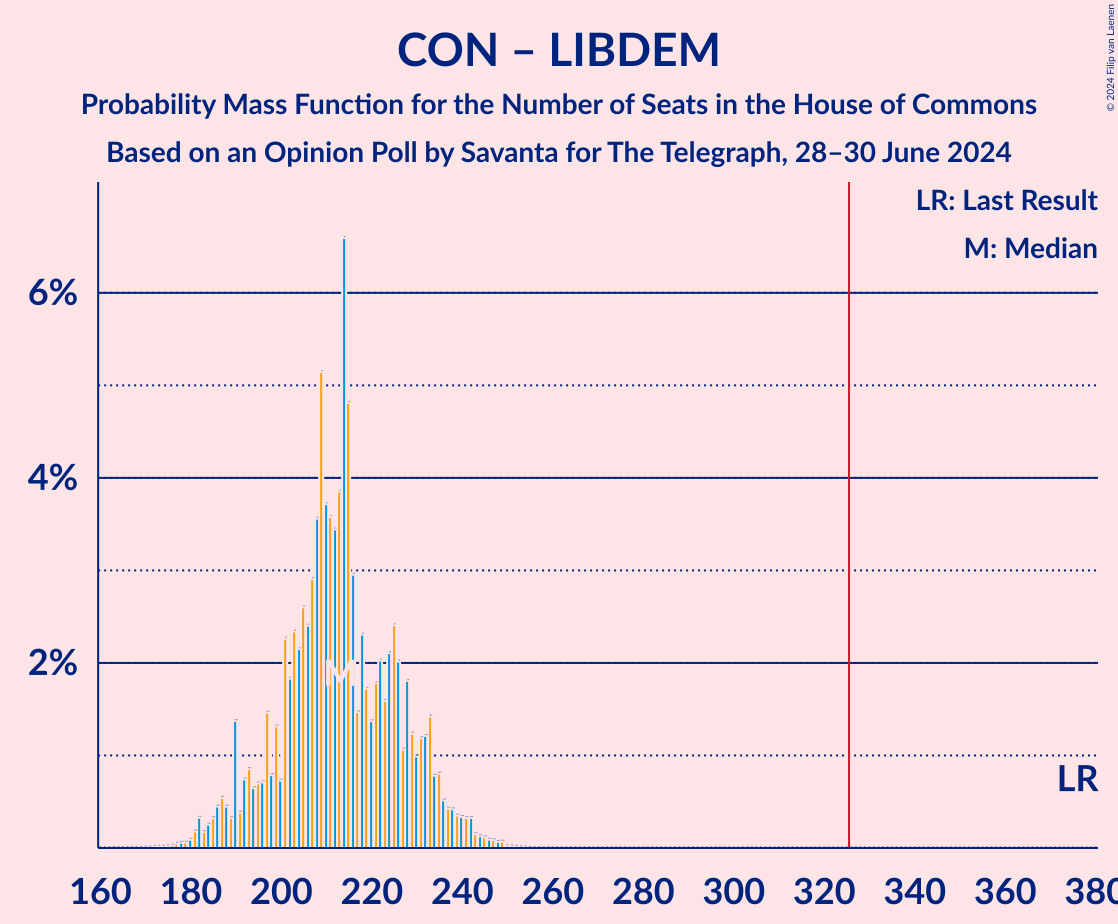 CON – LIBDEM
Probability Mass Function for the Number of Seats in the House of Commons
Based on an Opinion Poll by Savanta for The Telegraph, 28–30 June 2024
© 2024 Filip van Laenen
LR: Last Result
M: Median
6%
4%
2%
M
LR
160 180 200 220 240 260 280 300 320 340 360 380